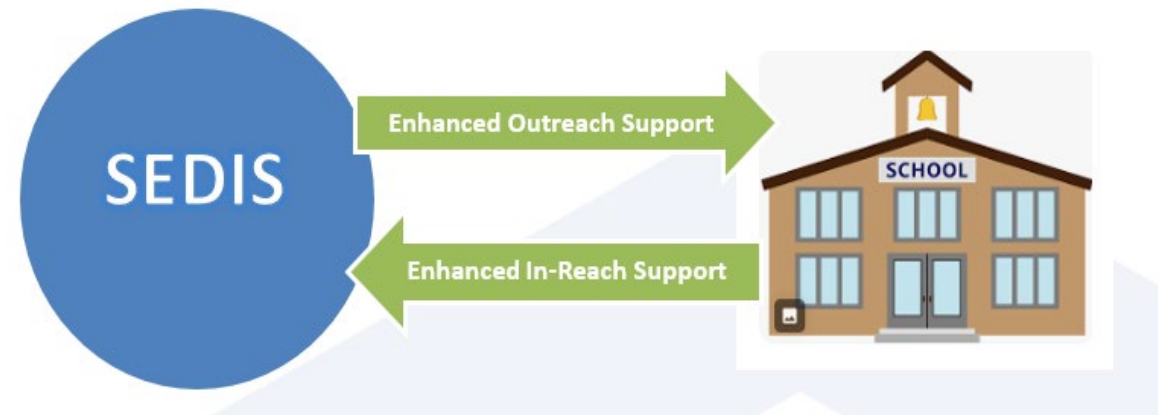 SEDIS
Enhanced Outreach Support
SCHOOL
Enhanced In-Reach Support